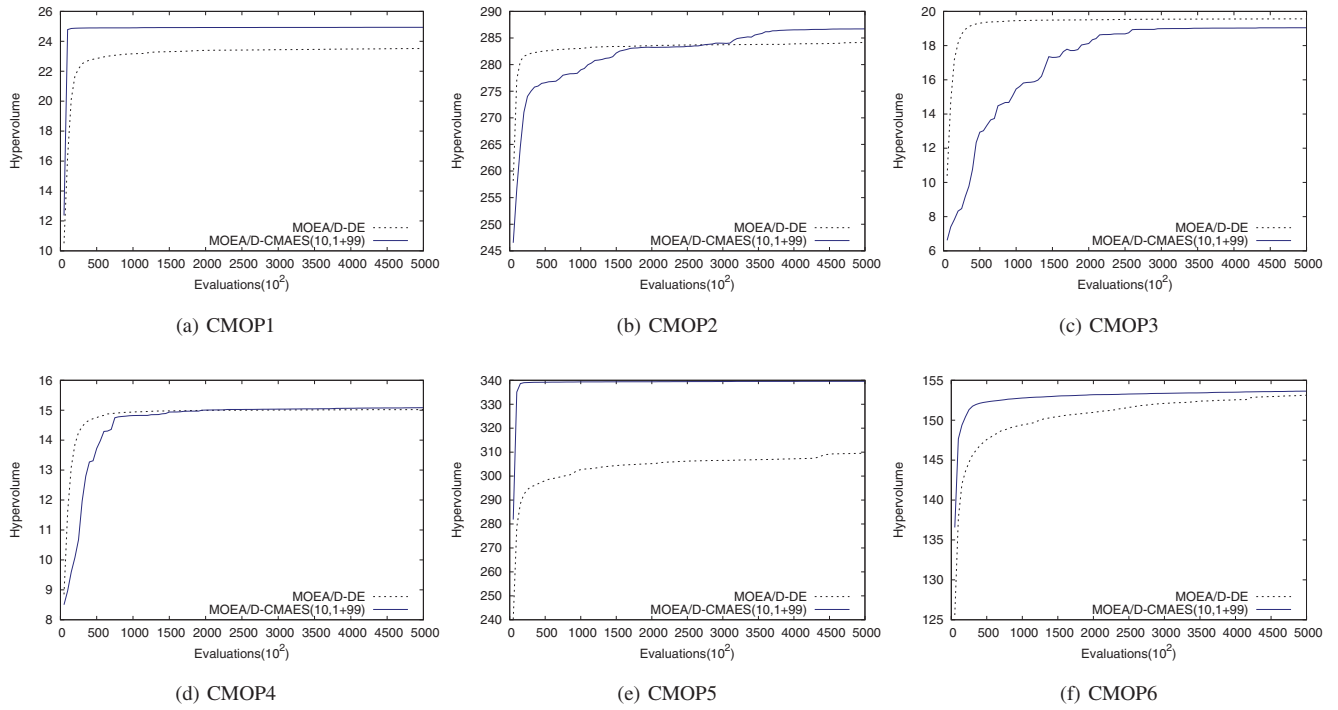 26
24
22
20
18
16
14
12
10
Hypervolume
0 500 1000 1500 2000 2500 3000 3500 4000 4500 5000
Evaluations(10²)
MOEA/D-DE
MOEA/D-CMAES(10,1+99)
(a) CMOP1
290
285
280
275
270
265
260
255
250
245
Hypervolume
0 500 1000 1500 2000 2500 3000 3500 4000 4500 5000
Evaluations(10²)
MOEA/D-DE
MOEA/D-CMAES(10,1+99)
(b) CMOP2
20
18
16
14
12
10
8
6
Hypervolume
0 500 1000 1500 2000 2500 3000 3500 4000 4500 5000
Evaluations(10²)
MOEA/D-DE
MOEA/D-CMAES(10,1+99)
(c) CMOP3
16
15
14
13
12
11
10
9
8
Hypervolume
0 500 1000 1500 2000 2500 3000 3500 4000 4500 5000
Evaluations(10²)
MOEA/D-DE
MOEA/D-CMAES(10,1+99)
(d) CMOP4
340
330
320
310
300
290
280
270
260
250
240
Hypervolume
0 500 1000 1500 2000 2500 3000 3500 4000 4500 5000
Evaluations(10²)
MOEA/D-DE
MOEA/D-CMAES(10,1+99)
(e) CMOP5
155
150
145
140
135
130
125
Hypervolume
0 500 1000 1500 2000 2500 3000 3500 4000 4500 5000
Evaluations(10²)
MOEA/D-DE
MOEA/D-CMAES(10,1+99)
(f) CMOP6